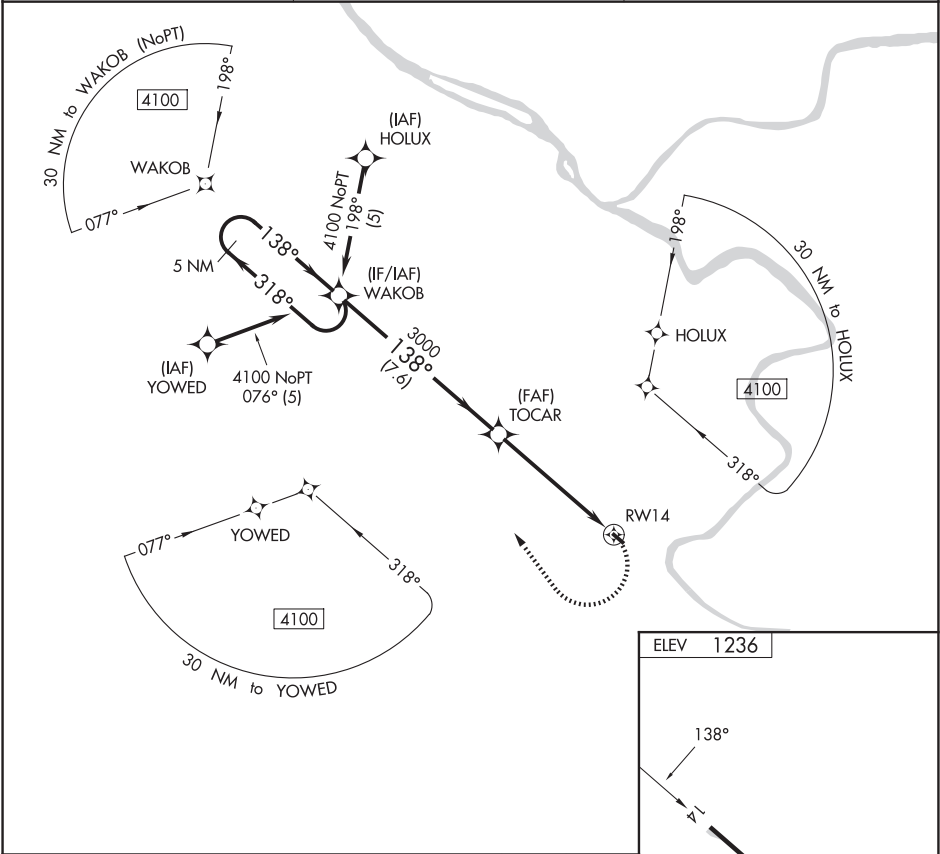 30 NM to WAKOB (NoPT)
4100
198°
WAKOB
077°
(IAF)
HOLUX
4100 NoPT
198°
(5)
138°
5 NM
318°
(IF/IAF)
WAKOB
(IAF)
YOWED
4100 NoPT
076° (5)
3000
138°
(7.6)
(FAF)
TOCAR
198°
30 NM to HOLUX
HOLUX
4100
318°
RW14
077°
YOWED
318°
4100
30 NM to YOWED
ELEV 1236
138°
14